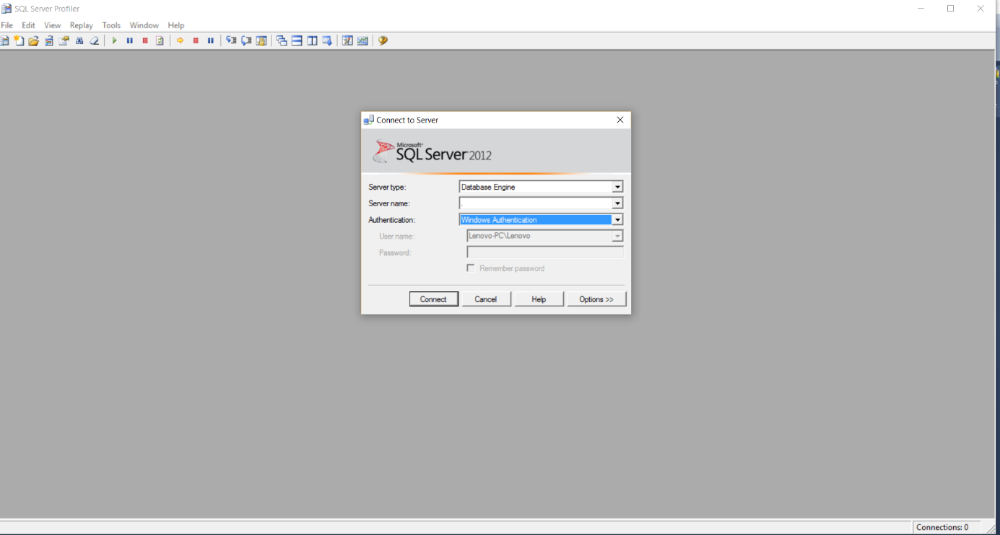 SQL Server Profiler
File Edit View Replay Tools Window Help
Connect to Server
Microsoft®
SQL Server 2012
Server type: Database Engine
Server name: .
Authentication: Windows Authentication
User name: Lenovo-PC\Lenovo
Password:
Remember password
Connect Cancel Help Options >>
Connections: 0